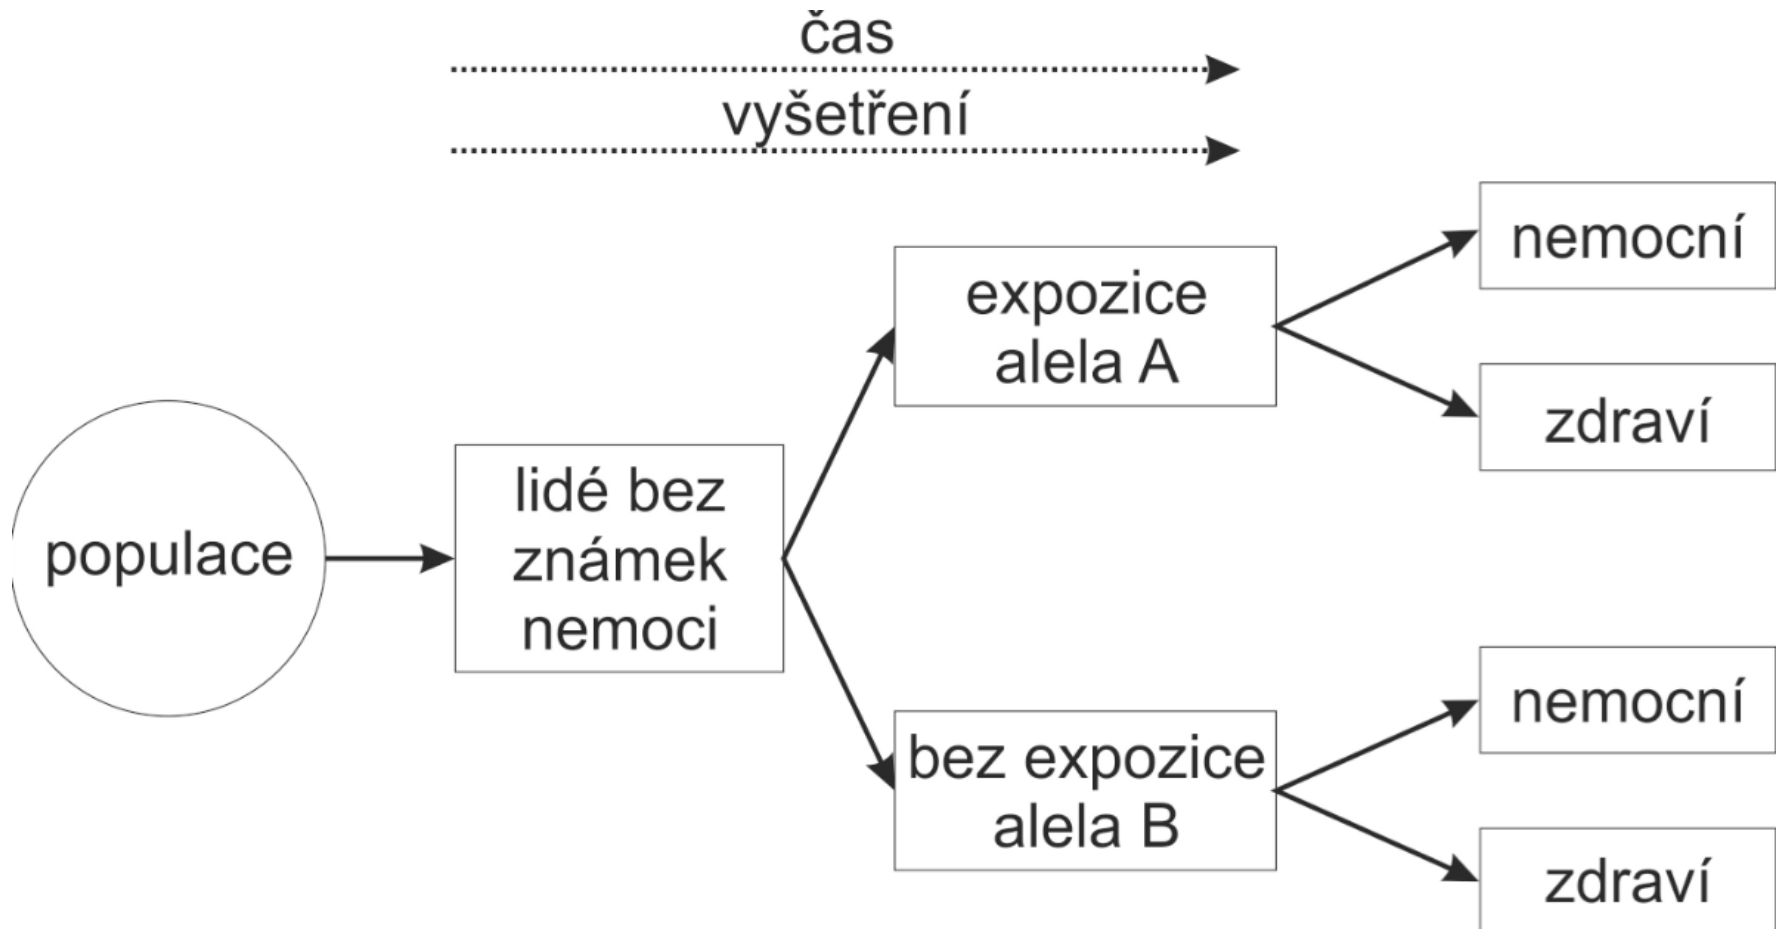 čas
vyšetření
populace
lidé bez
známek
nemoci
expozice
alela A
nemocní
zdraví
bez expozice
alela B
nemocní
zdraví